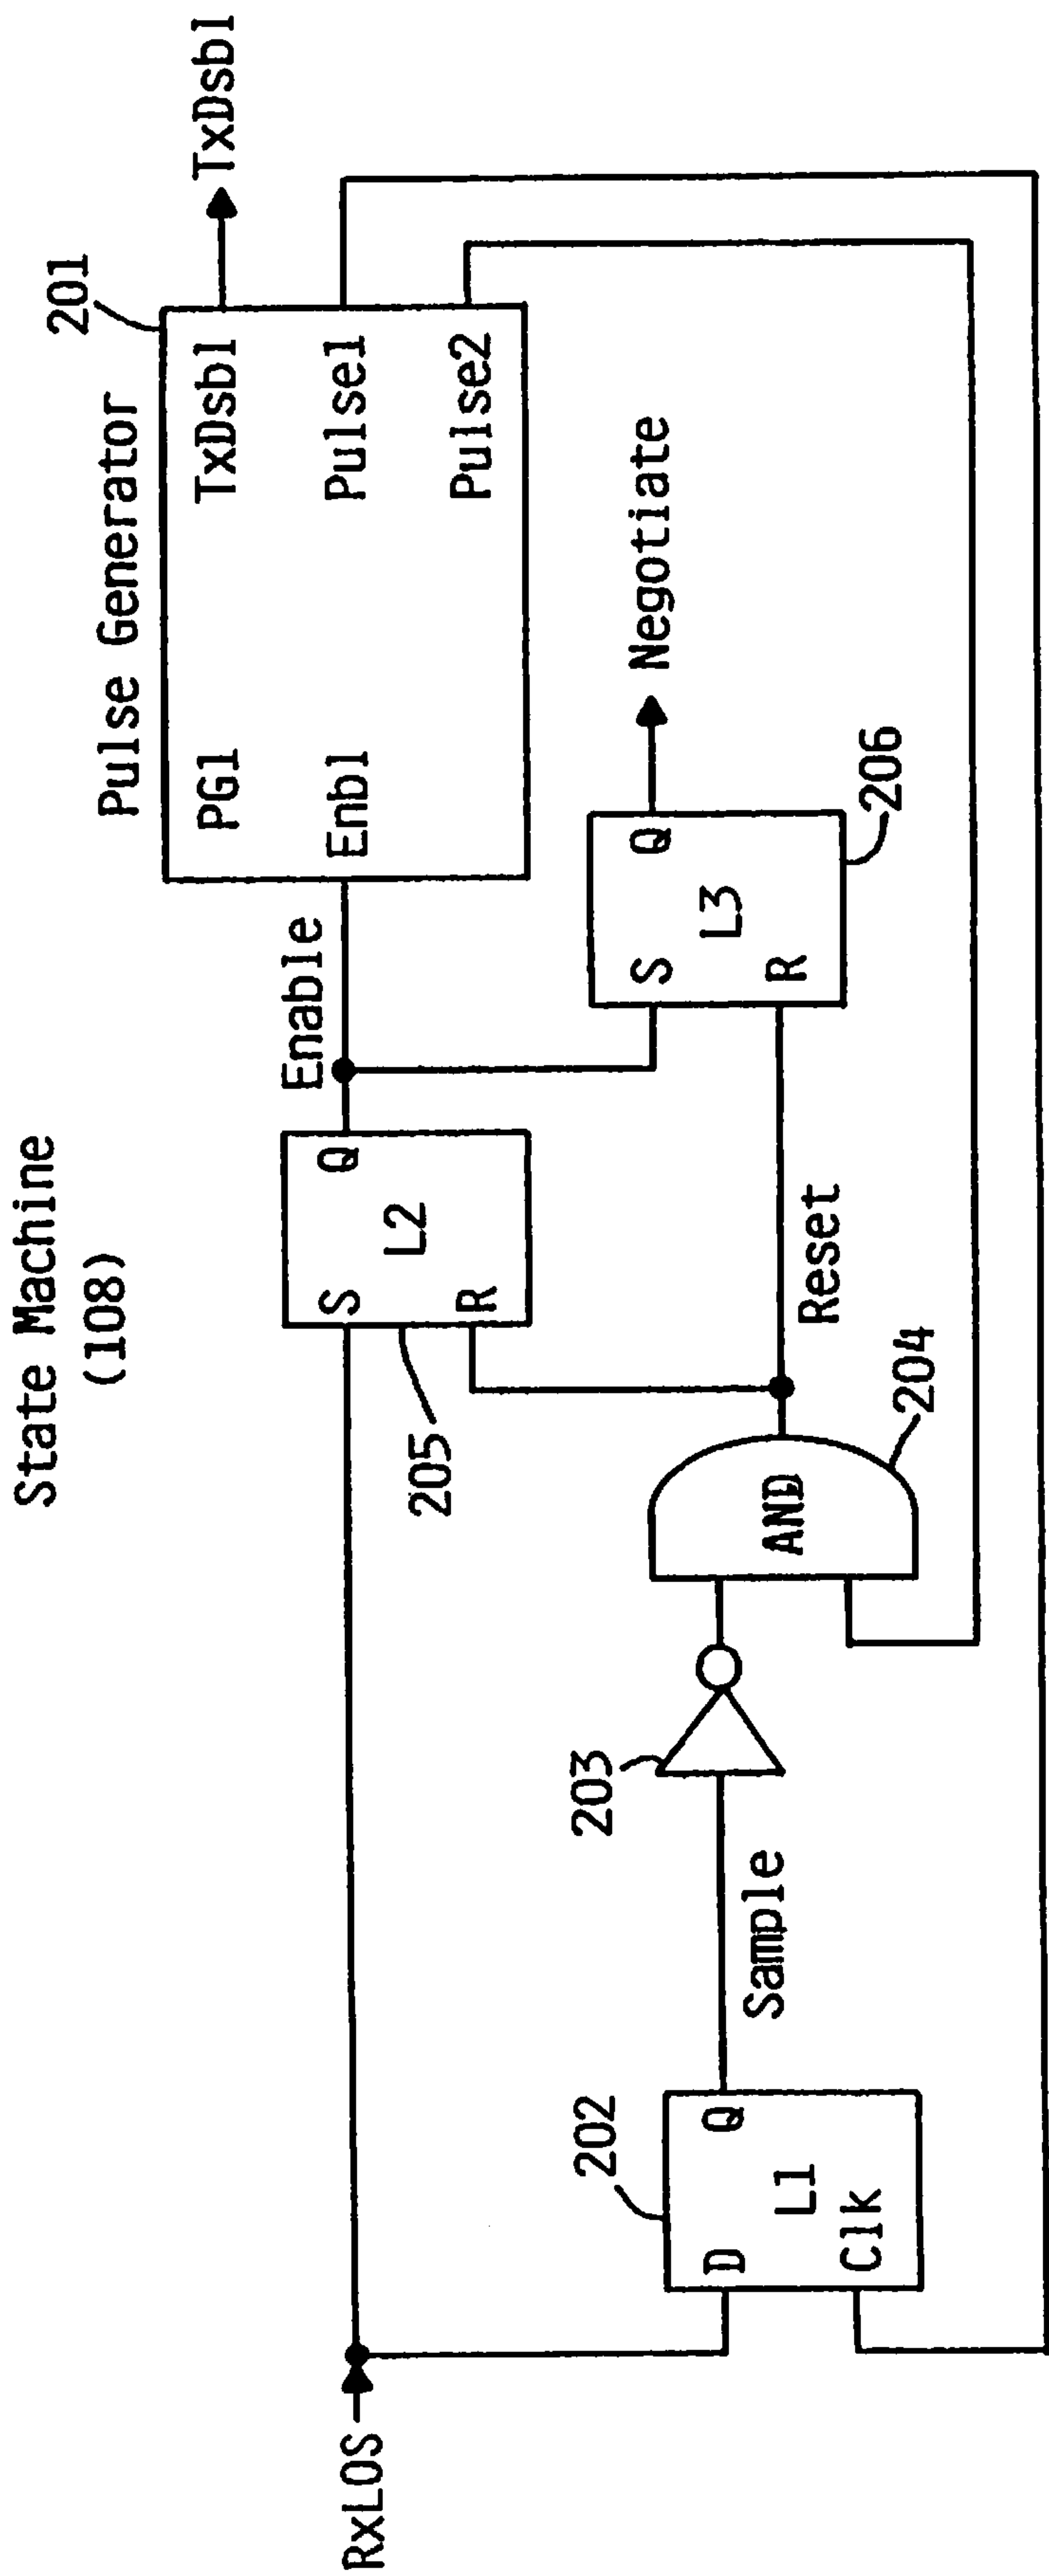 State Machine
(108)
Pulse Generator
201
PG1
TxDsbl
TxDsbl
Enbl
Pulse1
Pulse2
Enable
RxLOS
S
Q
L2
R
205
Negotiate
S
Q
L3
R
206
Reset
AND
204
203
Sample
202
D
Q
L1
Clk